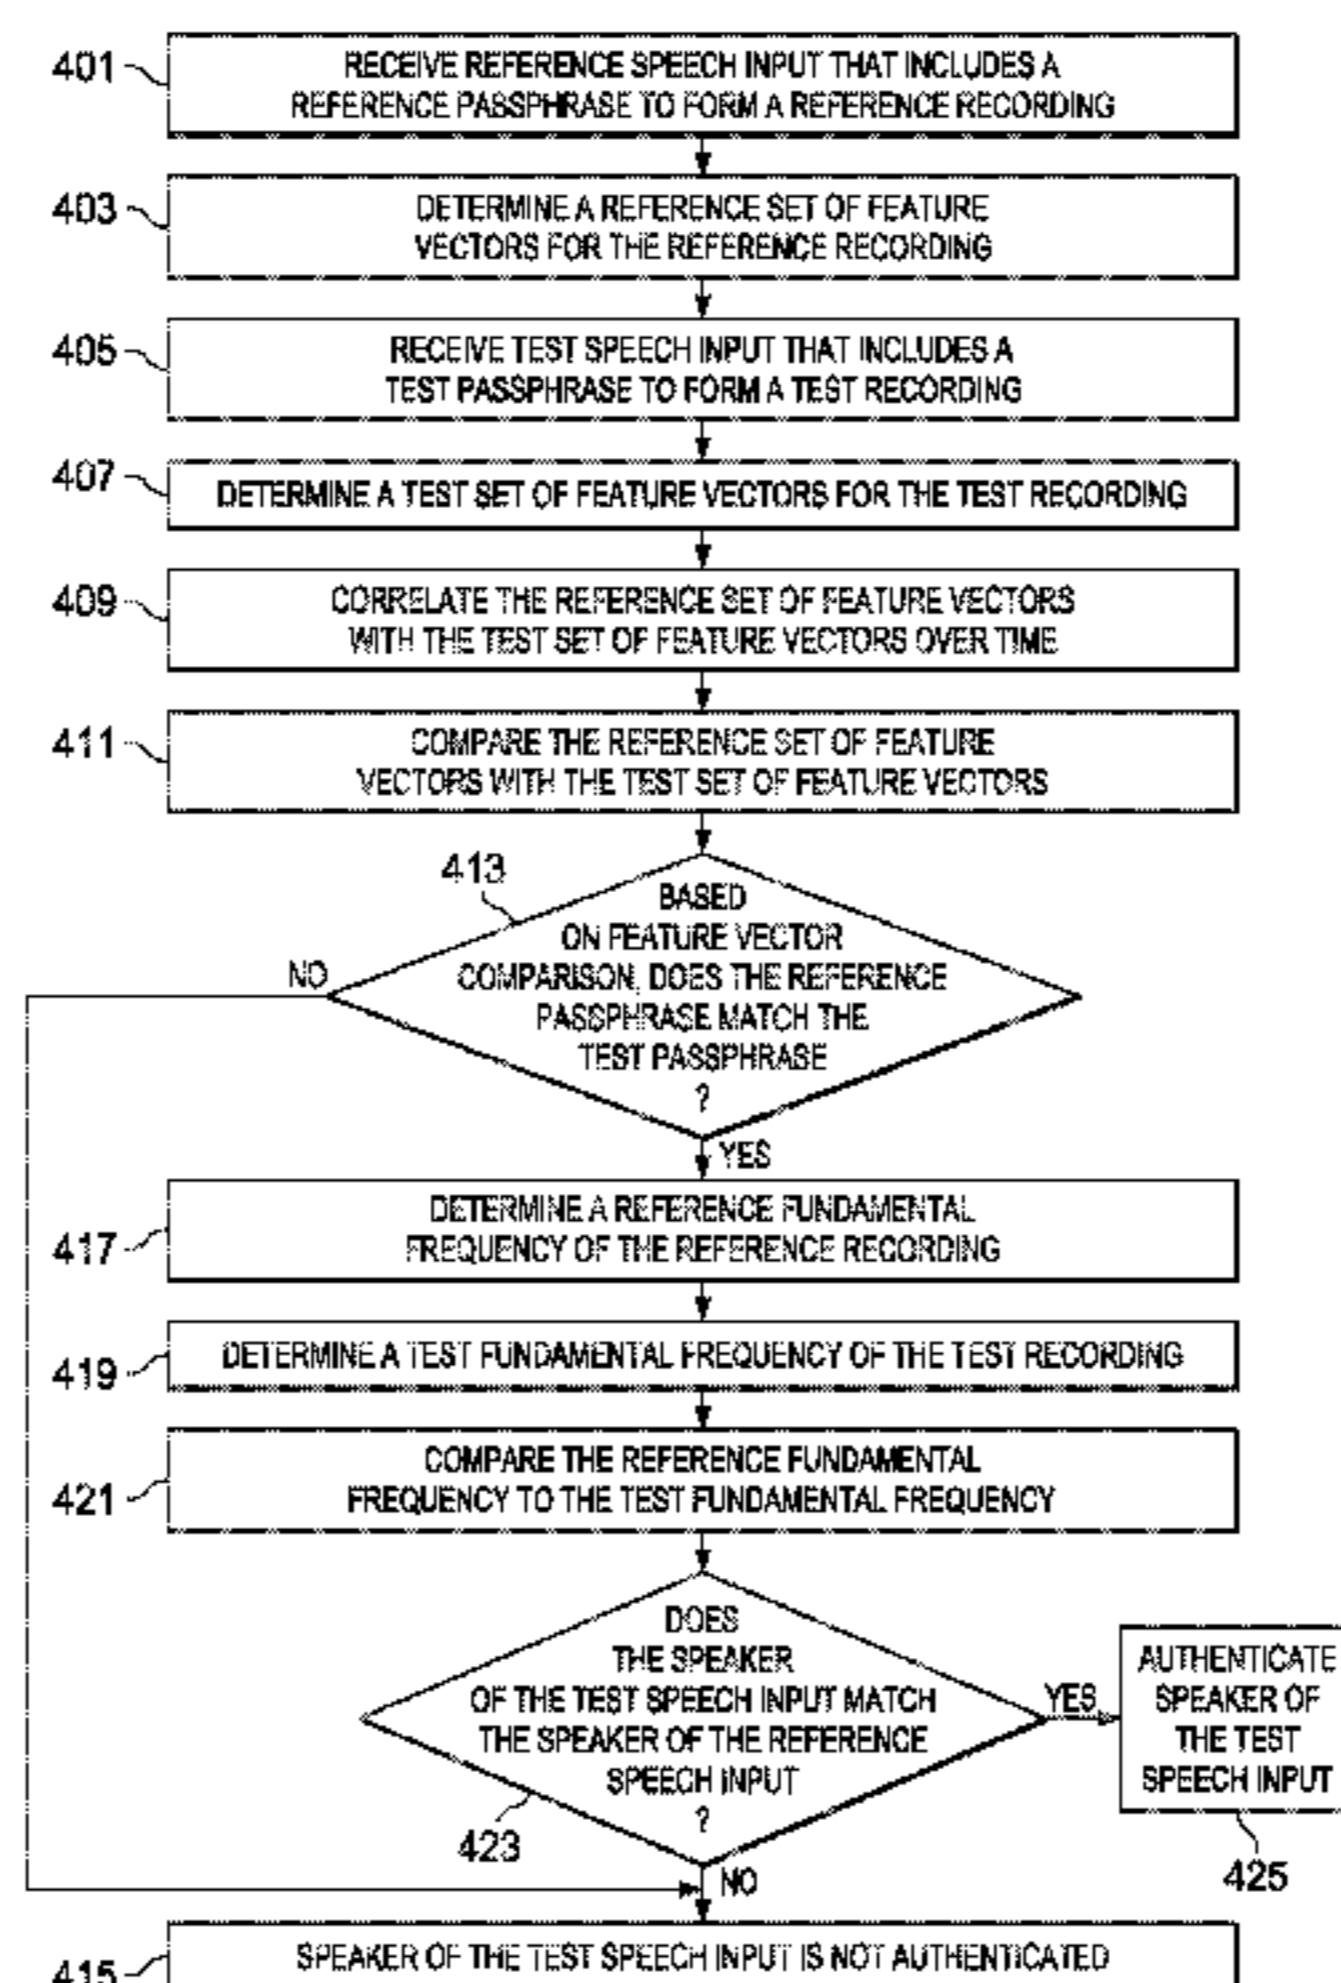 401
RECEIVE REFERENCE SPEECH INPUT THAT INCLUDES A
REFERENCE PASSPHRASE TO FORM A REFERENCE RECORDING
403
DETERMINE A REFERENCE SET OF FEATURE
VECTORS FOR THE REFERENCE RECORDING
405
RECEIVE TEST SPEECH INPUT THAT INCLUDES A
TEST PASSPHRASE TO FORM A TEST RECORDING
407
DETERMINE A TEST SET OF FEATURE VECTORS FOR THE TEST RECORDING
409
CORRELATE THE REFERENCE SET OF FEATURE VECTORS
WITH THE TEST SET OF FEATURE VECTORS OVER TIME
411
COMPARE THE REFERENCE SET OF FEATURE
VECTORS WITH THE TEST SET OF FEATURE VECTORS
413
BASED
ON FEATURE VECTOR
COMPARISON, DOES THE REFERENCE
PASSPHRASE MATCH THE
TEST PASSPHRASE
?
NO
YES
417
DETERMINE A REFERENCE FUNDAMENTAL
FREQUENCY OF THE REFERENCE RECORDING
419
DETERMINE A TEST FUNDAMENTAL FREQUENCY OF THE TEST RECORDING
421
COMPARE THE REFERENCE FUNDAMENTAL
FREQUENCY TO THE TEST FUNDAMENTAL FREQUENCY
DOES
THE SPEAKER
OF THE TEST SPEECH INPUT MATCH
THE SPEAKER OF THE REFERENCE
SPEECH INPUT
?
423
YES
AUTHENTICATE
SPEAKER OF
THE TEST
SPEECH INPUT
425
NO
415
SPEAKER OF THE TEST SPEECH INPUT IS NOT AUTHENTICATED